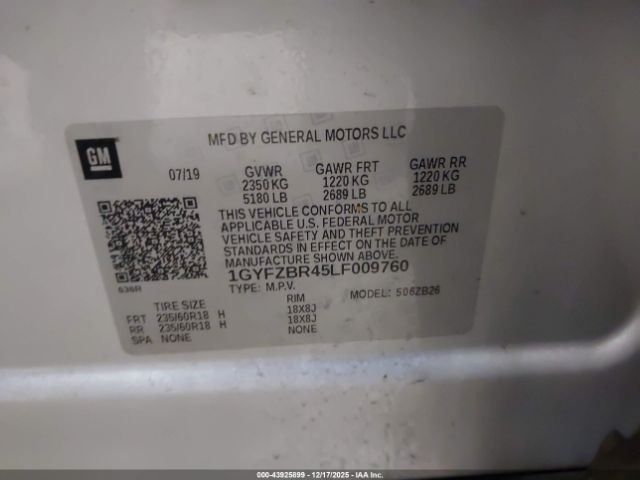 MFD BY GENERAL MOTORS LLC
GM
07/19 GVWR GAWR FRT GAWR RR
2350 KG 1220 KG 1220 KG
5180 LB 2689 LB 2689 LB
THIS VEHICLE CONFORMS TO ALL
APPLICABLE U.S. FEDERAL MOTOR
VEHICLE SAFETY AND THEFT PREVENTION
STANDARDS IN EFFECT ON THE DATE OF
MANUFACTURE SHOWN ABOVE.
1GYFZBR45LF009760
TYPE: M.P.V. MODEL: 506ZB26
636R
TIRE SIZE RIM
FRT 235/60R18 H 18X8J
RR 235/60R18 H 18X8J
SPA NONE NONE
000-43925899 - 12/17/2025 - IAA Inc.